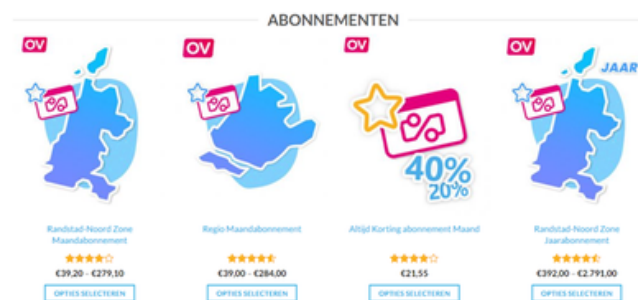 ABONNEMENTEN
OV
OV
OV
OV
JAAR
40%
20%
Randstad-Noord Zone
Maandabonnement
€39,20 - €279,10
OPTIES SELECTEREN
Regio Maandabonnement
€39,00 - €284,00
OPTIES SELECTEREN
Altijd Korting abonnement Maand
€21,55
OPTIES SELECTEREN
Randstad-Noord Zone
Jaarabonnement
€392,00 - €2.791,00
OPTIES SELECTEREN